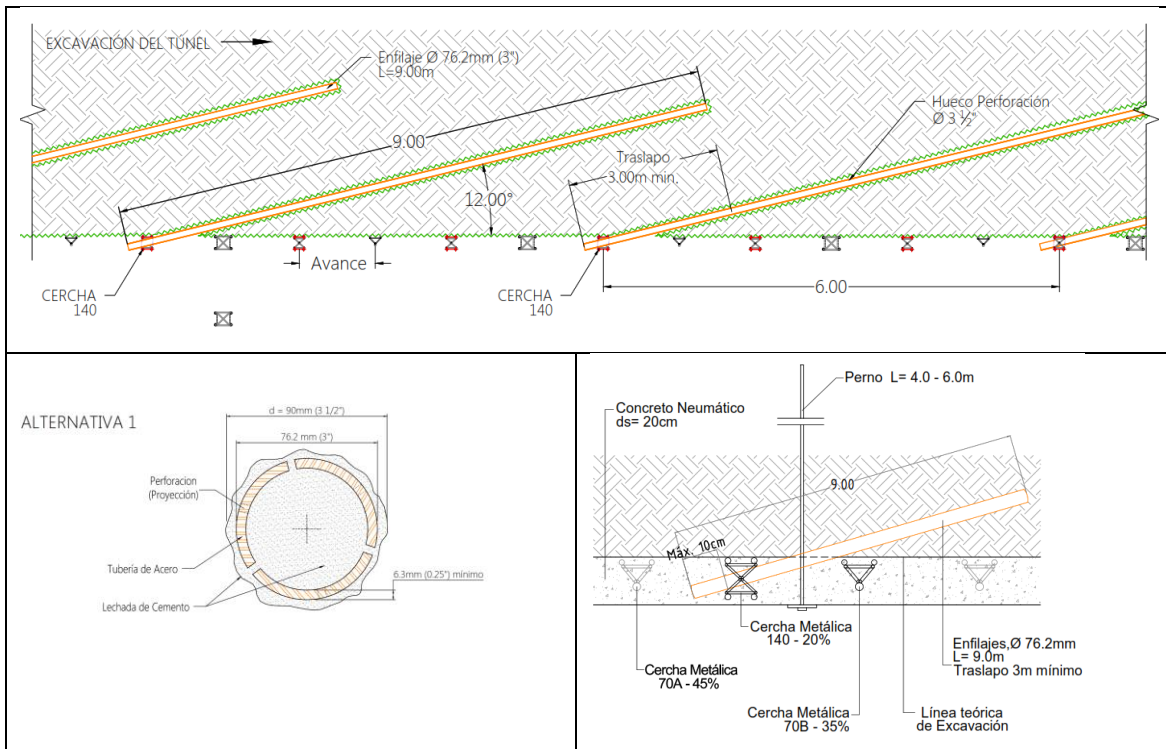 EXCAVACIÓN DEL TÚNEL
Enfilaje Ø 76.2mm (3")
L=9.00m
9.00
12.00°
Traslapo
3.00m min.
Hueco Perforación
Ø 3 ½"
Avance
CERCHA
140
CERCHA
140
6.00
ALTERNATIVA 1
d = 90mm (3 1/2")
76.2 mm (3")
Perforacion
(Proyección)
Tubería de Acero
Lechada de Cemento
6.3mm (0.25") mínimo
Perno L= 4.0 - 6.0m
Concreto Neumático
ds= 20cm
9.00
Máx. 10cm
Cercha Metálica
140 - 20%
Cercha Metálica
70A - 45%
Cercha Metálica
70B - 35%
Enfilajes,Ø 76.2mm
L= 9.0m
Traslapo 3m mínimo
Línea teórica
de Excavación